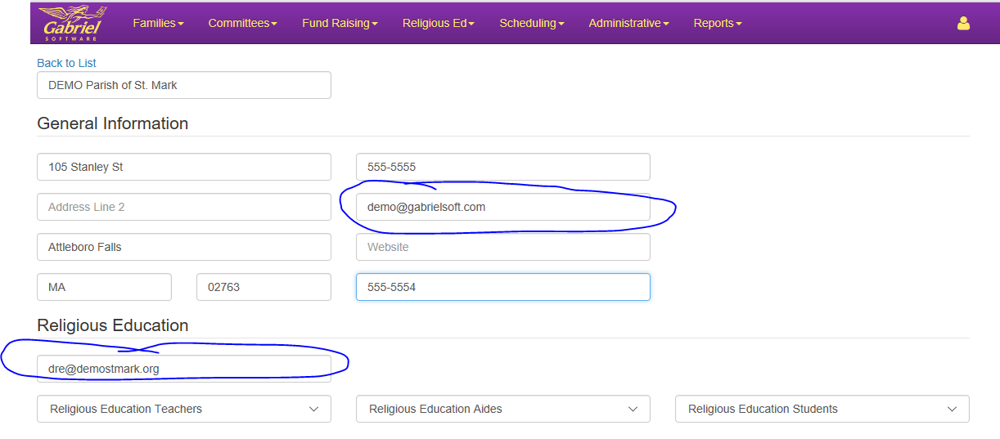 Gabriel
SOFTWARE
Families Committees Fund Raising Religious Ed Scheduling Administrative Reports
Back to List
DEMO Parish of St. Mark
General Information
105 Stanley St 555-5555
Address Line 2 demo@gabrielsoft.com
Attleboro Falls Website
MA 02763 555-5554
Religious Education
dre@demostmark.org
Religious Education Teachers Religious Education Aides Religious Education Students